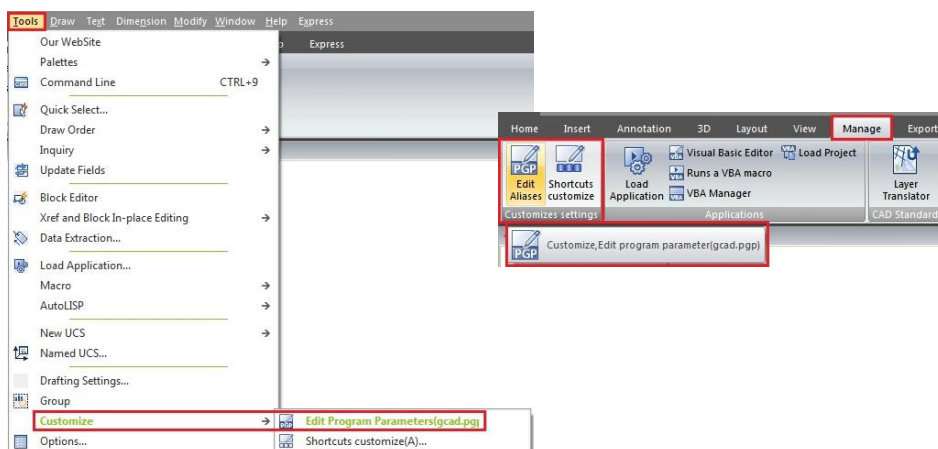 Tools Draw Text Dimension Modify Window Help Express
Express
Our WebSite
Palettes
Command Line CTRL+9
Quick Select...
Draw Order
Inquiry
Update Fields
Block Editor
Xref and Block In-place Editing
Data Extraction...
Load Application...
Macro
AutoLISP
New UCS
Named UCS...
Drafting Settings...
Group
Customize
Options...
Edit Program Parameters(gcad.pgp
Shortcuts customize(A)...
Home Insert Annotation 3D Layout View Manage Export
PGP
Edit Aliases
Shortcuts customize
Customizes settings
Load Application
Visual Basic Editor
Load Project
VBA Runs a VBA macro
VBA VBA Manager
Applications
Layer Translator
CAD Standard
PGP
Customize,Edit program parameter(gcad.pgp)